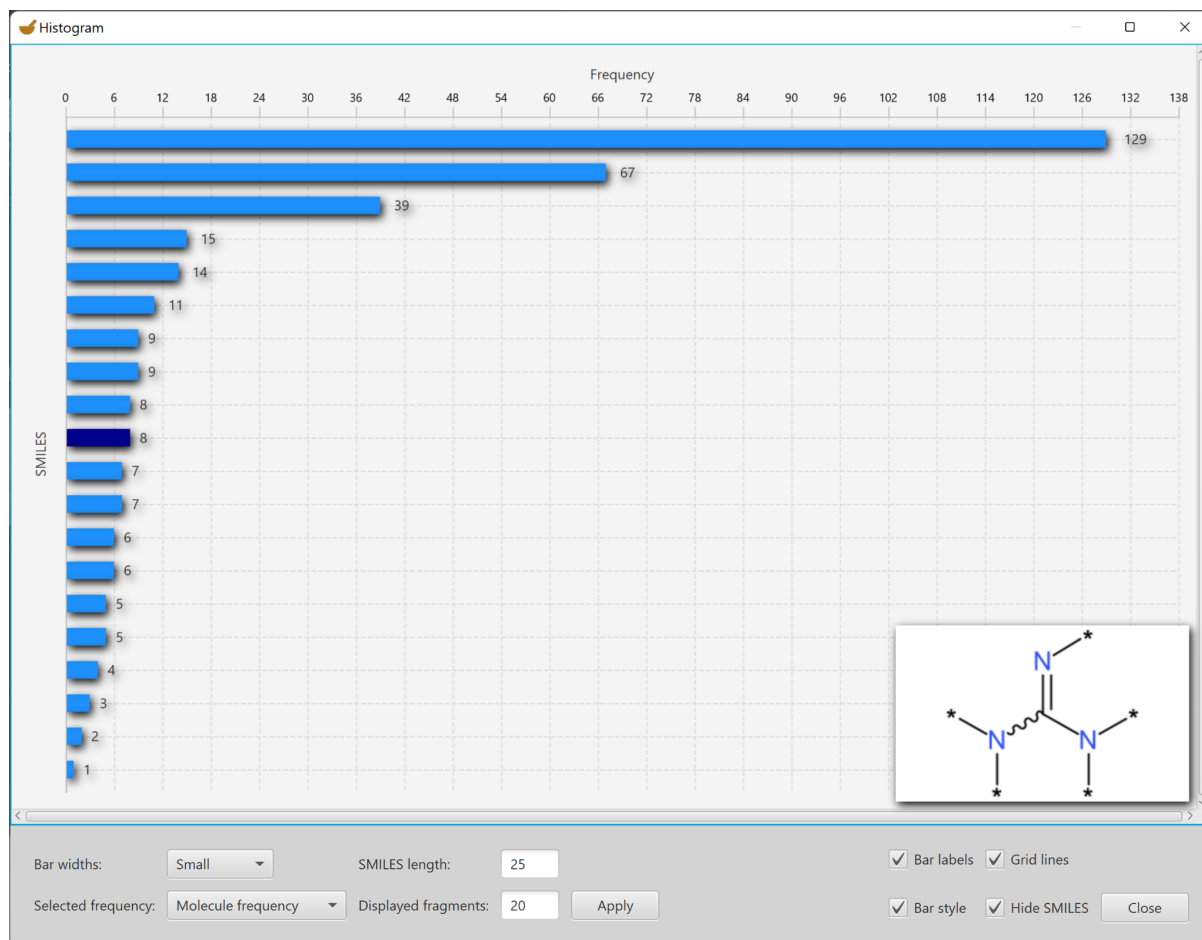 Histogram
Frequency
0 6 12 18 24 30 36 42 48 54 60 66 72 78 84 90 96 102 108 114 120 126 132 138
129
67
39
15
14
11
9
9
8
8
7
7
6
6
5
5
4
3
2
1
SMILES
N *
* N N *
* *
Bar widths: Small SMILES length: 25 Bar labels Grid lines
Selected frequency: Molecule frequency Displayed fragments: 20 Apply Bar style Hide SMILES Close